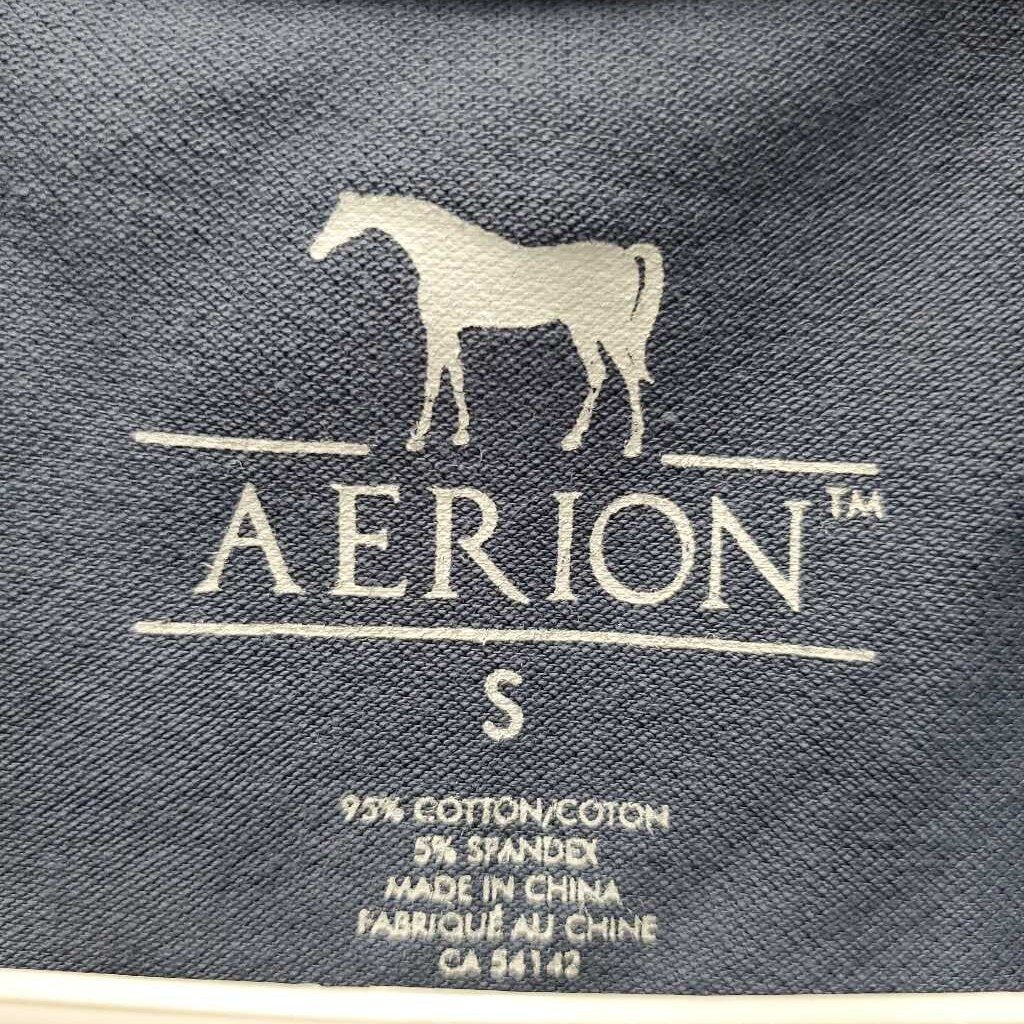 AERION™
S
95% COTTON/COTON
5% SPANDEX
MADE IN CHINA
FABRIQUÉ AU CHINE
CA 54142